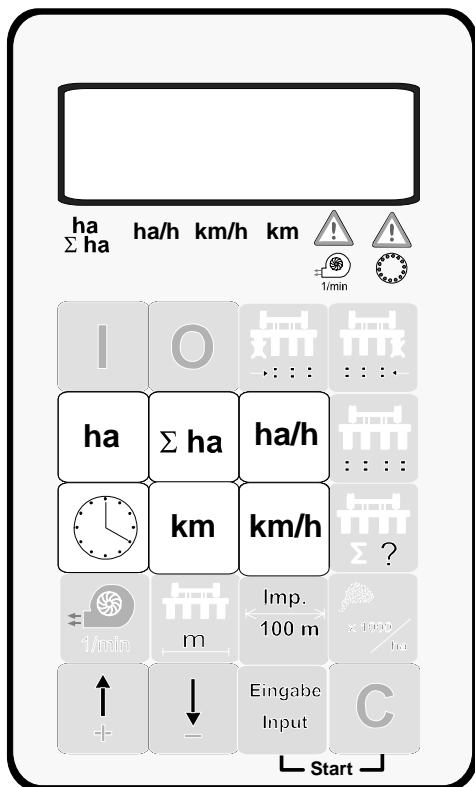 ha
Σ ha
ha/h
km/h
km
1/min
I
O
ha
Σ ha
ha/h
km
km/h
Σ ?
1/min
m
Imp.
100 m
x 1000
/ha
+
–
Eingabe
Input
C
Start